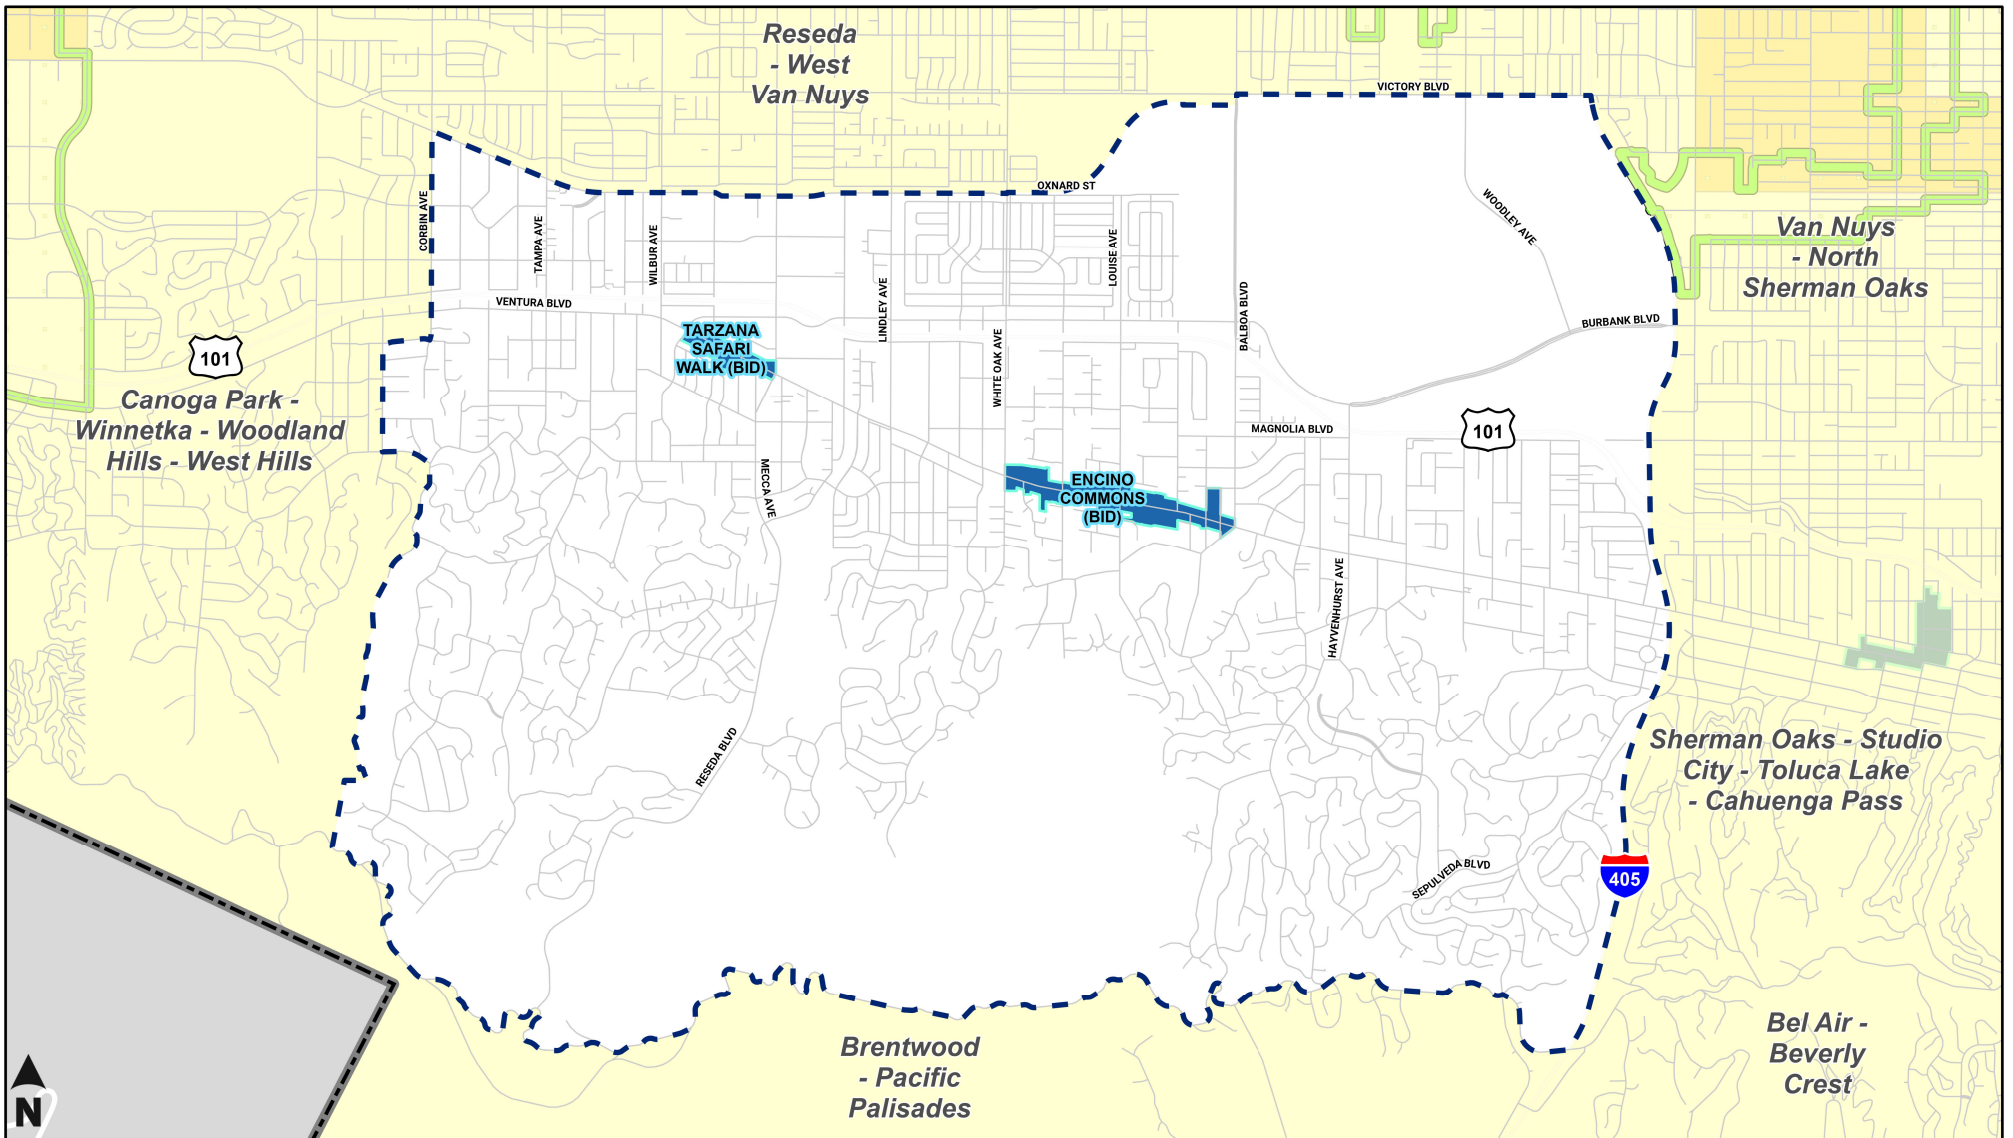 Reseda
- West
Van Nuys
VICTORY BLVD
OXNARD ST
CORBIN AVE
TAMPA AVE
WILBUR AVE
LINDLEY AVE
LOUISE AVE
WOODLEY AVE
Van Nuys
- North
Sherman Oaks
VENTURA BLVD
WHITE OAK AVE
BALBOA BLVD
BURBANK BLVD
101
TARZANA
SAFARI
WALK (BID)
Canoga Park -
Winnetka - Woodland
Hills - West Hills
MAGNOLIA BLVD
101
MECCA AVE
ENCINO
COMMONS
(BID)
HAYVENHURST AVE
RESEDA BLVD
Sherman Oaks - Studio
City - Toluca Lake
- Cahuenga Pass
SEPULVEDA BLVD
405
Brentwood
- Pacific
Palisades
Bel Air -
Beverly
Crest
N